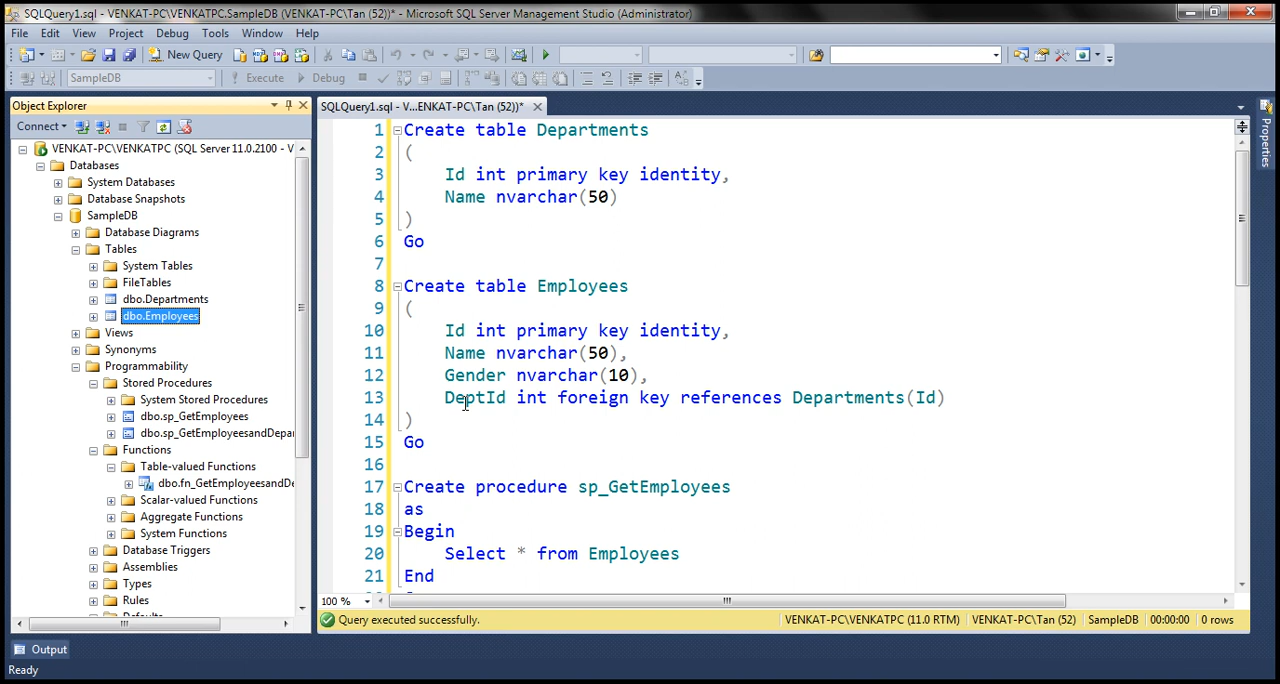 SQLQuery1.sql - VENKAT-PC\VENKATPC.SampleDB (VENKAT-PC\Tan (52))* - Microsoft SQL Server Management Studio (Administrator)
File Edit View Project Debug Tools Window Help
New Query
SampleDB Execute Debug
Object Explorer
SQLQuery1.sql - V...ENKAT-PC\Tan (52))*
Connect
VENKAT-PC\VENKATPC (SQL Server 11.0.2100 - V
Databases
System Databases
Database Snapshots
SampleDB
Database Diagrams
Tables
System Tables
FileTables
dbo.Departments
dbo.Employees
Views
Synonyms
Programmability
Stored Procedures
System Stored Procedures
dbo.sp_GetEmployees
dbo.sp_GetEmployeesandDepar
Functions
Table-valued Functions
dbo.fn_GetEmployeesandDe
Scalar-valued Functions
Aggregate Functions
System Functions
Database Triggers
Assemblies
Types
Rules
1 Create table Departments
2 (
3 Id int primary key identity,
4 Name nvarchar(50)
5 )
6 Go
7
8 Create table Employees
9 (
10 Id int primary key identity,
11 Name nvarchar(50),
12 Gender nvarchar(10),
13 DeptId int foreign key references Departments(Id)
14 )
15 Go
16
17 Create procedure sp_GetEmployees
18 as
19 Begin
20 Select * from Employees
21 End
100 %
Query executed successfully. VENKAT-PC\VENKATPC (11.0 RTM) VENKAT-PC\Tan (52) SampleDB 00:00:00 0 rows
Properties
Output
Ready